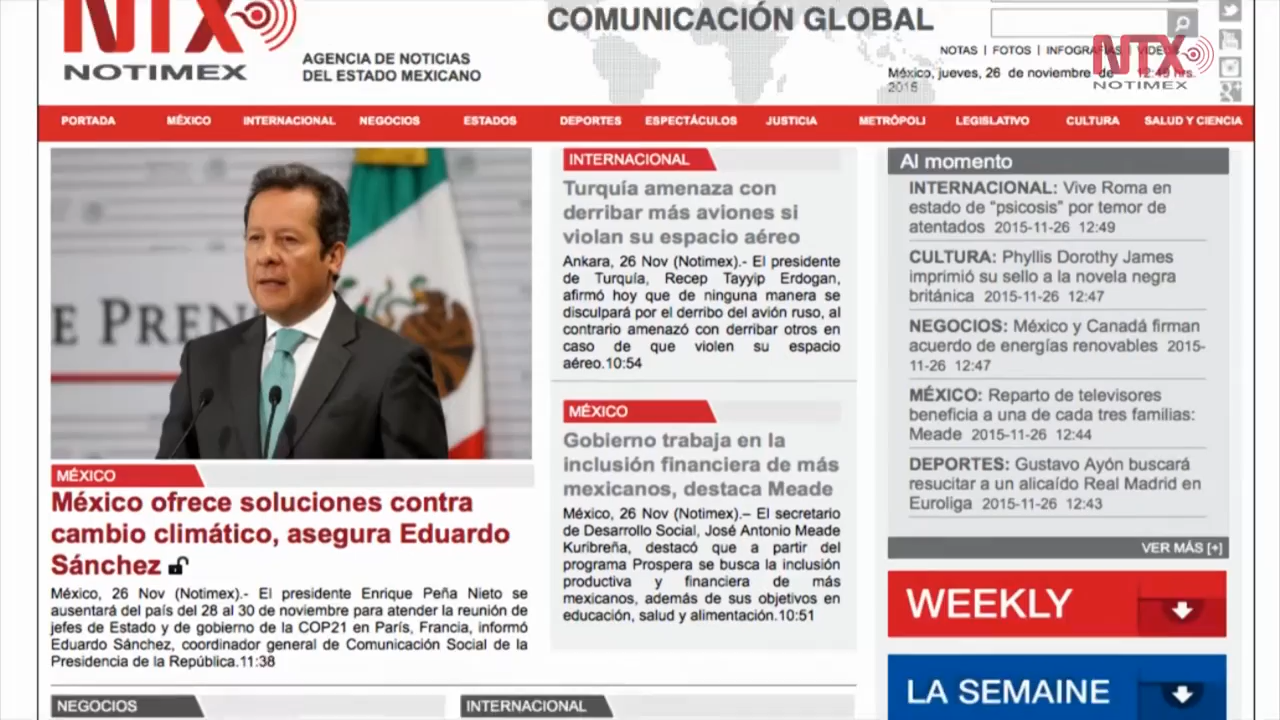 NTX
NOTIMEX
AGENCIA DE NOTICIAS
DEL ESTADO MEXICANO
COMUNICACIÓN GLOBAL
NOTAS | FOTOS | INFOGRAFÍAS | VIDEOS
México, jueves, 26 de noviembre de 12:49 hrs.
2015
NTX
NOTIMEX
PORTADA MÉXICO INTERNACIONAL NEGOCIOS ESTADOS DEPORTES ESPECTÁCULOS JUSTICIA METRÓPOLI LEGISLATIVO CULTURA SALUD Y CIENCIA
E PREN
MÉXICO
México ofrece soluciones contra
cambio climático, asegura Eduardo
Sánchez
México, 26 Nov (Notimex).- El presidente Enrique Peña Nieto se
ausentará del país del 28 al 30 de noviembre para atender la reunión de
jefes de Estado y de gobierno de la COP21 en París, Francia, informó
Eduardo Sánchez, coordinador general de Comunicación Social de la
Presidencia de la República.11:38
NEGOCIOS
INTERNACIONAL
Turquía amenaza con
derribar más aviones si
violan su espacio aéreo
Ankara, 26 Nov (Notimex).- El presidente
de Turquía, Recep Tayyip Erdogan,
afirmó hoy que de ninguna manera se
disculpará por el derribo del avión ruso, al
contrario amenazó con derribar otros en
caso de que violen su espacio
aéreo.10:54
MÉXICO
Gobierno trabaja en la
inclusión financiera de más
mexicanos, destaca Meade
México, 26 Nov (Notimex).– El secretario
de Desarrollo Social, José Antonio Meade
Kuribreña, destacó que a partir del
programa Prospera se busca la inclusión
productiva y financiera de más
mexicanos, además de sus objetivos en
educación, salud y alimentación.10:51
INTERNACIONAL
Al momento
INTERNACIONAL: Vive Roma en
estado de “psicosis” por temor de
atentados 2015-11-26 12:49
CULTURA: Phyllis Dorothy James
imprimió su sello a la novela negra
británica 2015-11-26 12:47
NEGOCIOS: México y Canadá firman
acuerdo de energías renovables 2015-
11-26 12:47
MÉXICO: Reparto de televisores
beneficia a una de cada tres familias:
Meade 2015-11-26 12:44
DEPORTES: Gustavo Ayón buscará
resucitar a un alicaído Real Madrid en
Euroliga 2015-11-26 12:43
VER MÁS [+]
WEEKLY
LA SEMAINE